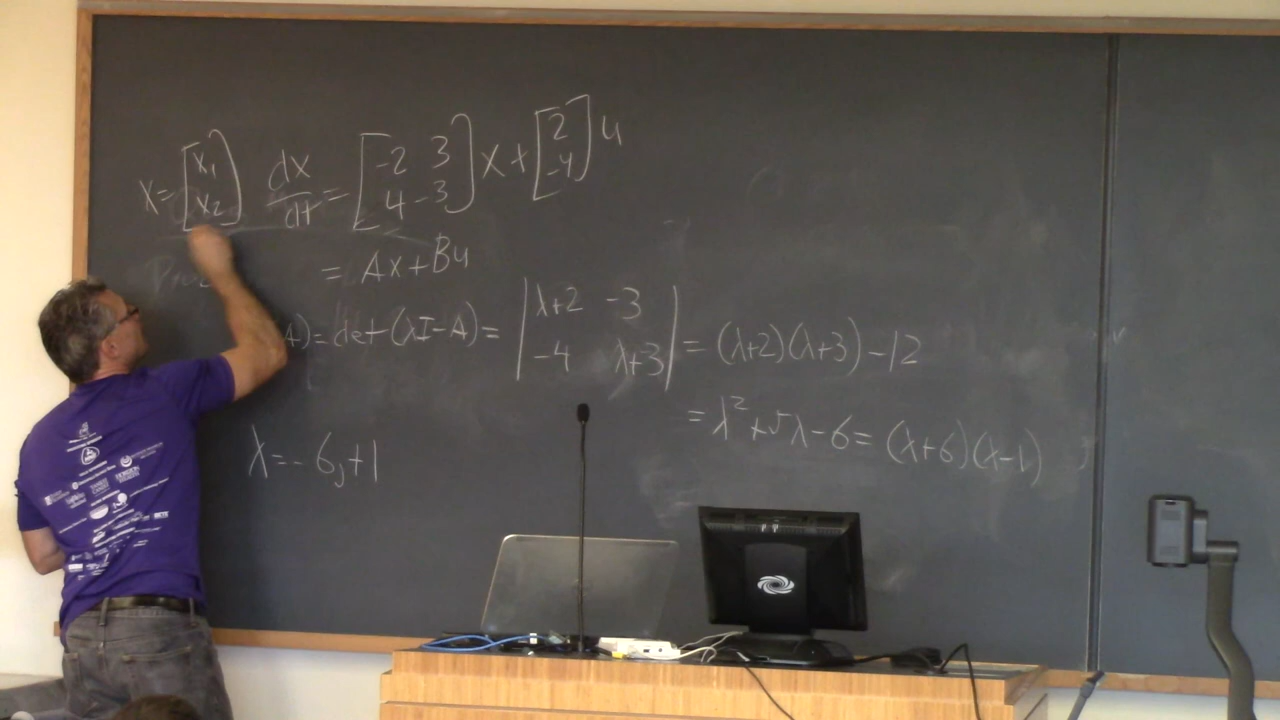 x = [x1 x2] dx/dt = [-2 3 4 -3] x + [2 -4] u
= Ax + Bu
A) = det (λI - A) = |λ+2 -3 -4 λ+3| = (λ+2)(λ+3) - 12
= λ² + 5λ - 6 = (λ+6)(λ-1)
λ = -6, +1